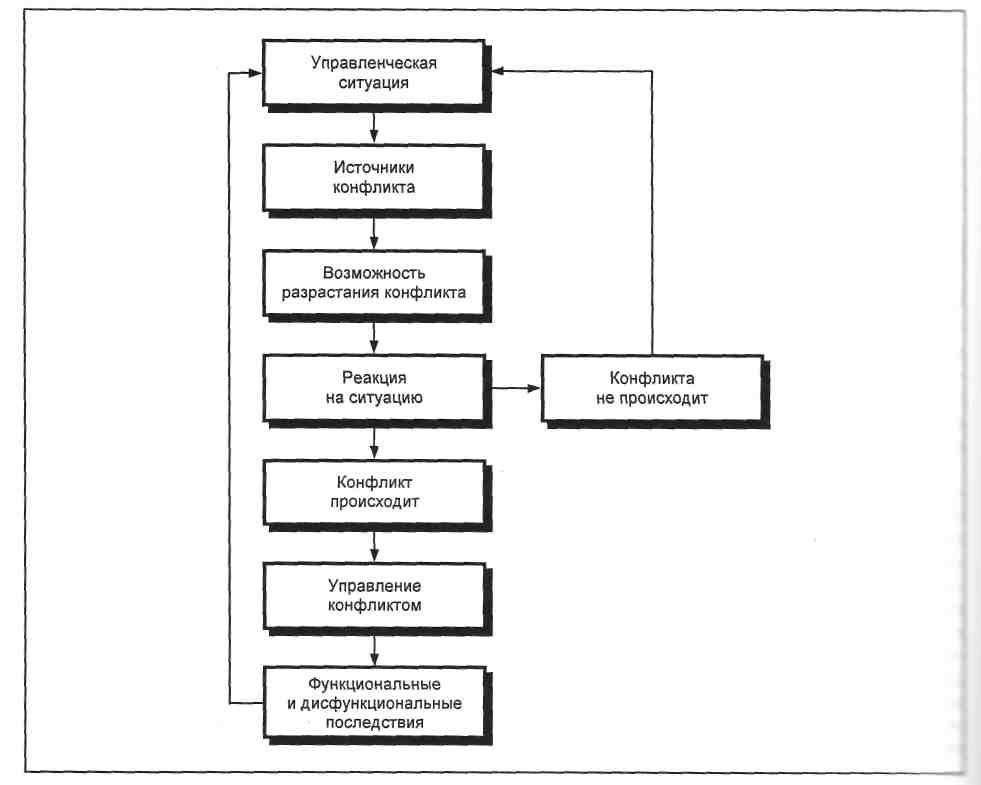 Управленческая
ситуация
Источники
конфликта
Возможность
разрастания конфликта
Реакция
на ситуацию
Конфликта
не происходит
Конфликт
происходит
Управление
конфликтом
Функциональные
и дисфункциональные
последствия